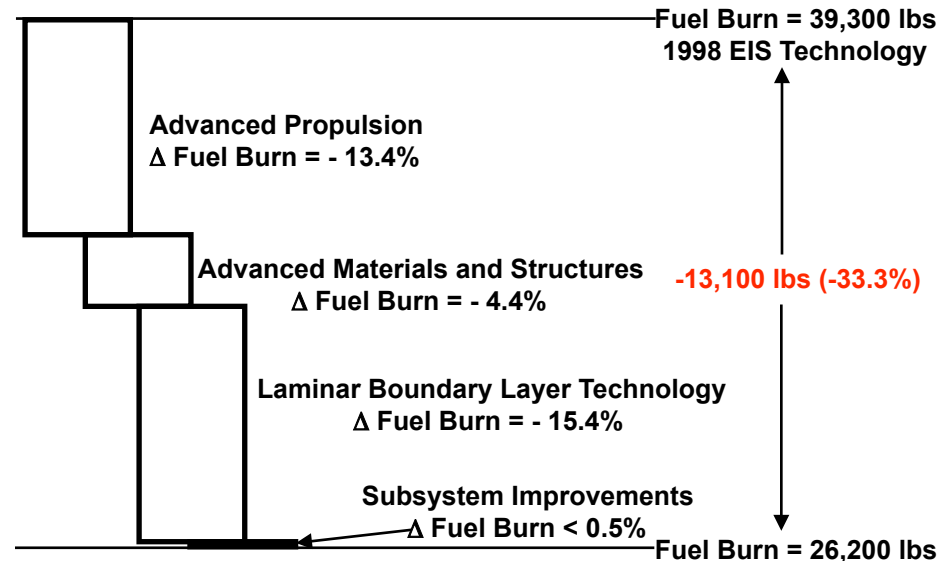 Fuel Burn = 39,300 lbs
1998 EIS Technology
Advanced Propulsion
Δ Fuel Burn = - 13.4%
Advanced Materials and Structures
Δ Fuel Burn = - 4.4%
-13,100 lbs (-33.3%)
Laminar Boundary Layer Technology
Δ Fuel Burn = - 15.4%
Subsystem Improvements
Δ Fuel Burn < 0.5%
Fuel Burn = 26,200 lbs